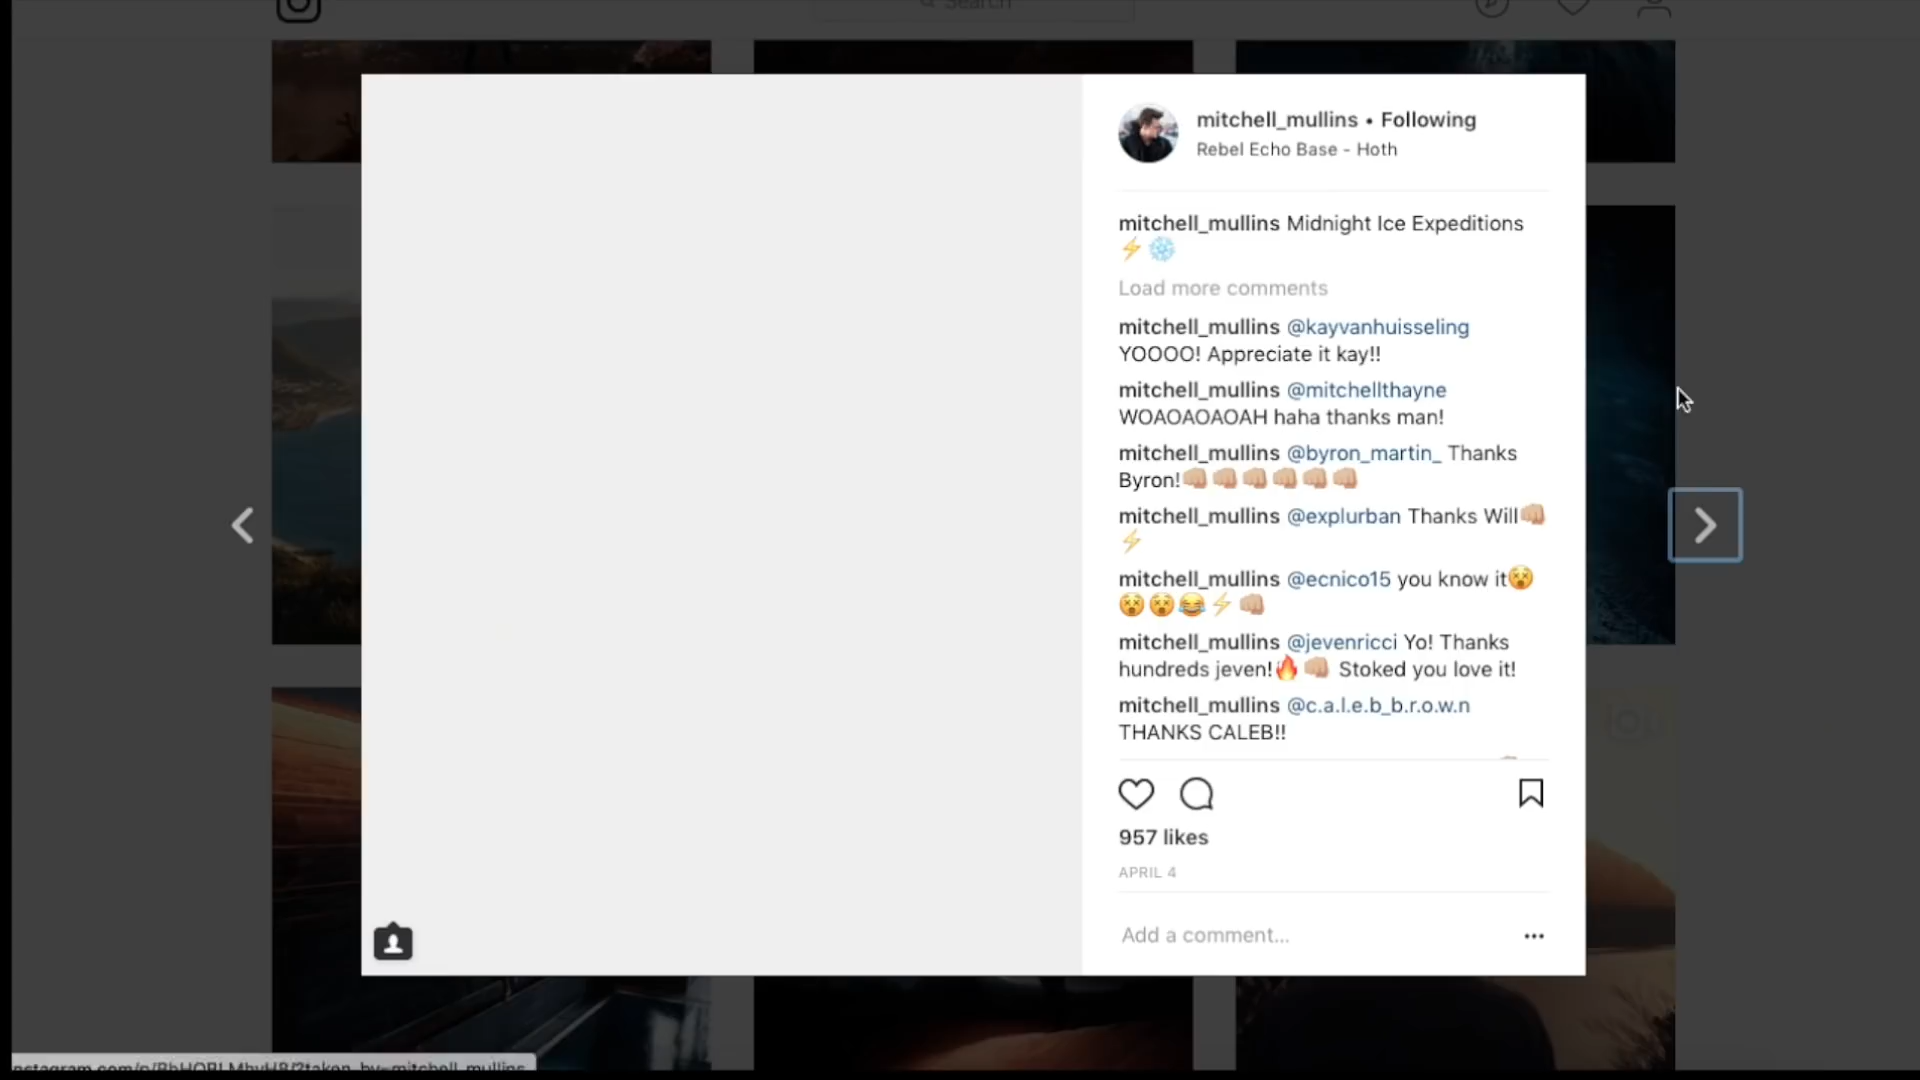 Search
mitchell_mullins • Following
Rebel Echo Base - Hoth
mitchell_mullins Midnight Ice Expeditions
⚡❄️
Load more comments
mitchell_mullins @kayvanhuisseling
YOOOO! Appreciate it kay!!
mitchell_mullins @mitchellthayne
WOAOAOAOAH haha thanks man!
mitchell_mullins @byron_martin_ Thanks
Byron!👊🏼👊🏼👊🏼👊🏼👊🏼👊🏼
mitchell_mullins @explurban Thanks Will👊🏼
⚡
mitchell_mullins @ecnico15 you know it😵
😵😵😂⚡👊🏼
mitchell_mullins @jevenricci Yo! Thanks
hundreds jeven!🔥👊🏼 Stoked you love it!
mitchell_mullins @c.a.l.e.b_b.r.o.w.n
THANKS CALEB!!
957 likes
APRIL 4
Add a comment...